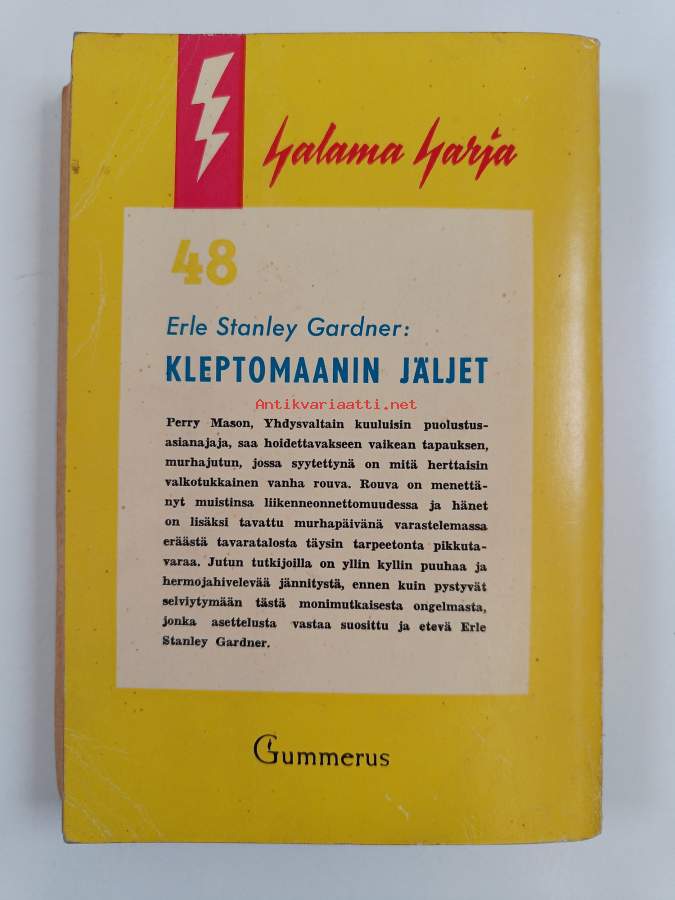 Salama Sarja
48
Erle Stanley Gardner:
KLEPTOMAANIN JÄLJET
Antikvariaatti.net
Perry Mason, Yhdysvaltain kuuluisin puolustus-
asianajaja, saa hoidettavakseen vaikean tapauksen,
murhajutun, jossa syytettynä on mitä herttaisin
valkotukkainen vanha rouva. Rouva on menettä-
nyt muistinsa liikenneonnettomuudessa ja hänet
on lisäksi tavattu murhapäivänä varastelemassa
eräästä tavaratalosta täysin tarpeetonta pikkuta-
varaa. Jutun tutkijoilla on yllin kyllin puuhaa ja
hermojahivelevää jännitystä, ennen kuin pystyvät
selviytymään tästä monimutkaisesta ongelmasta,
jonka asettelusta vastaa suosittu ja etevä Erle
Stanley Gardner.
Gummerus